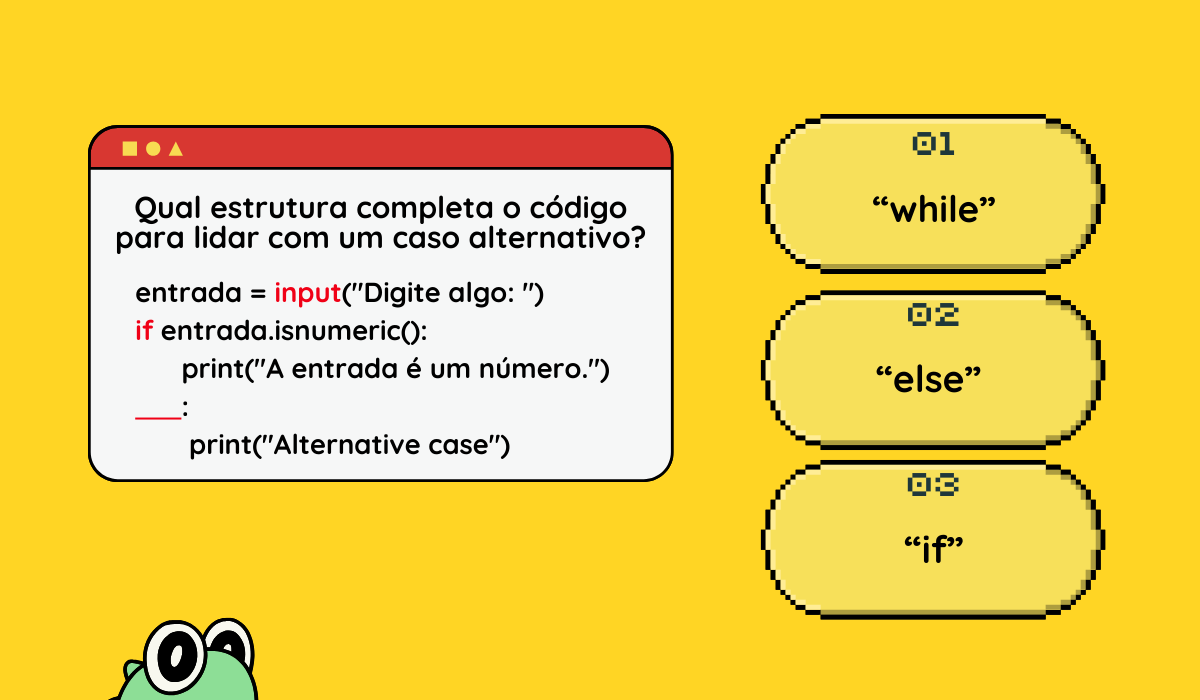 Qual estrutura completa o código
para lidar com um caso alternativo?
entrada = input("Digite algo: ")
if entrada.isnumeric():
print("A entrada é um número.")
___:
print("Alternative case")
01
“while”
02
“else”
03
“if”